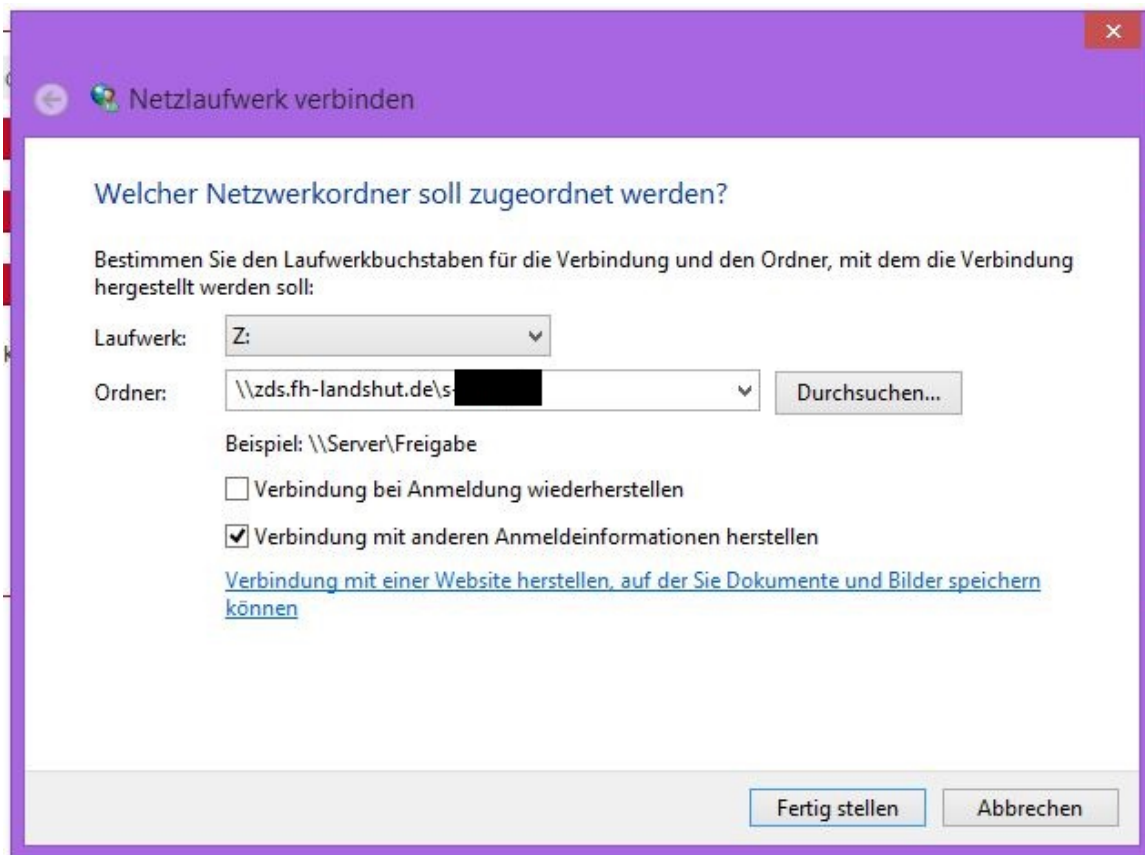 Netzlaufwerk verbinden
Welcher Netzwerkordner soll zugeordnet werden?
Bestimmen Sie den Laufwerkbuchstaben für die Verbindung und den Ordner, mit dem die Verbindung
hergestellt werden soll:
Laufwerk: Z:
Ordner: \\zds.fh-landshut.de\s- Durchsuchen...
Beispiel: \\Server\Freigabe
Verbindung bei Anmeldung wiederherstellen
Verbindung mit anderen Anmeldeinformationen herstellen
Verbindung mit einer Website herstellen, auf der Sie Dokumente und Bilder speichern
können
Fertig stellen Abbrechen